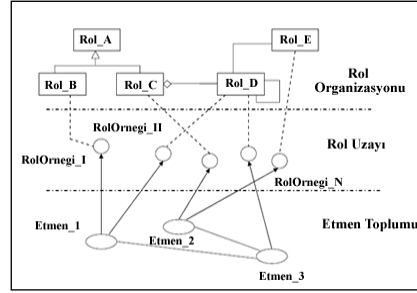 Rol_A
Rol_E
Rol_B
Rol_C
Rol_D
Rol
Organizasyonu
RolOrnegi_II
RolOrnegi_I
Rol Uzayı
RolOrnegi_N
Etmen_1
Etmen_2
Etmen Toplumu
Etmen_3